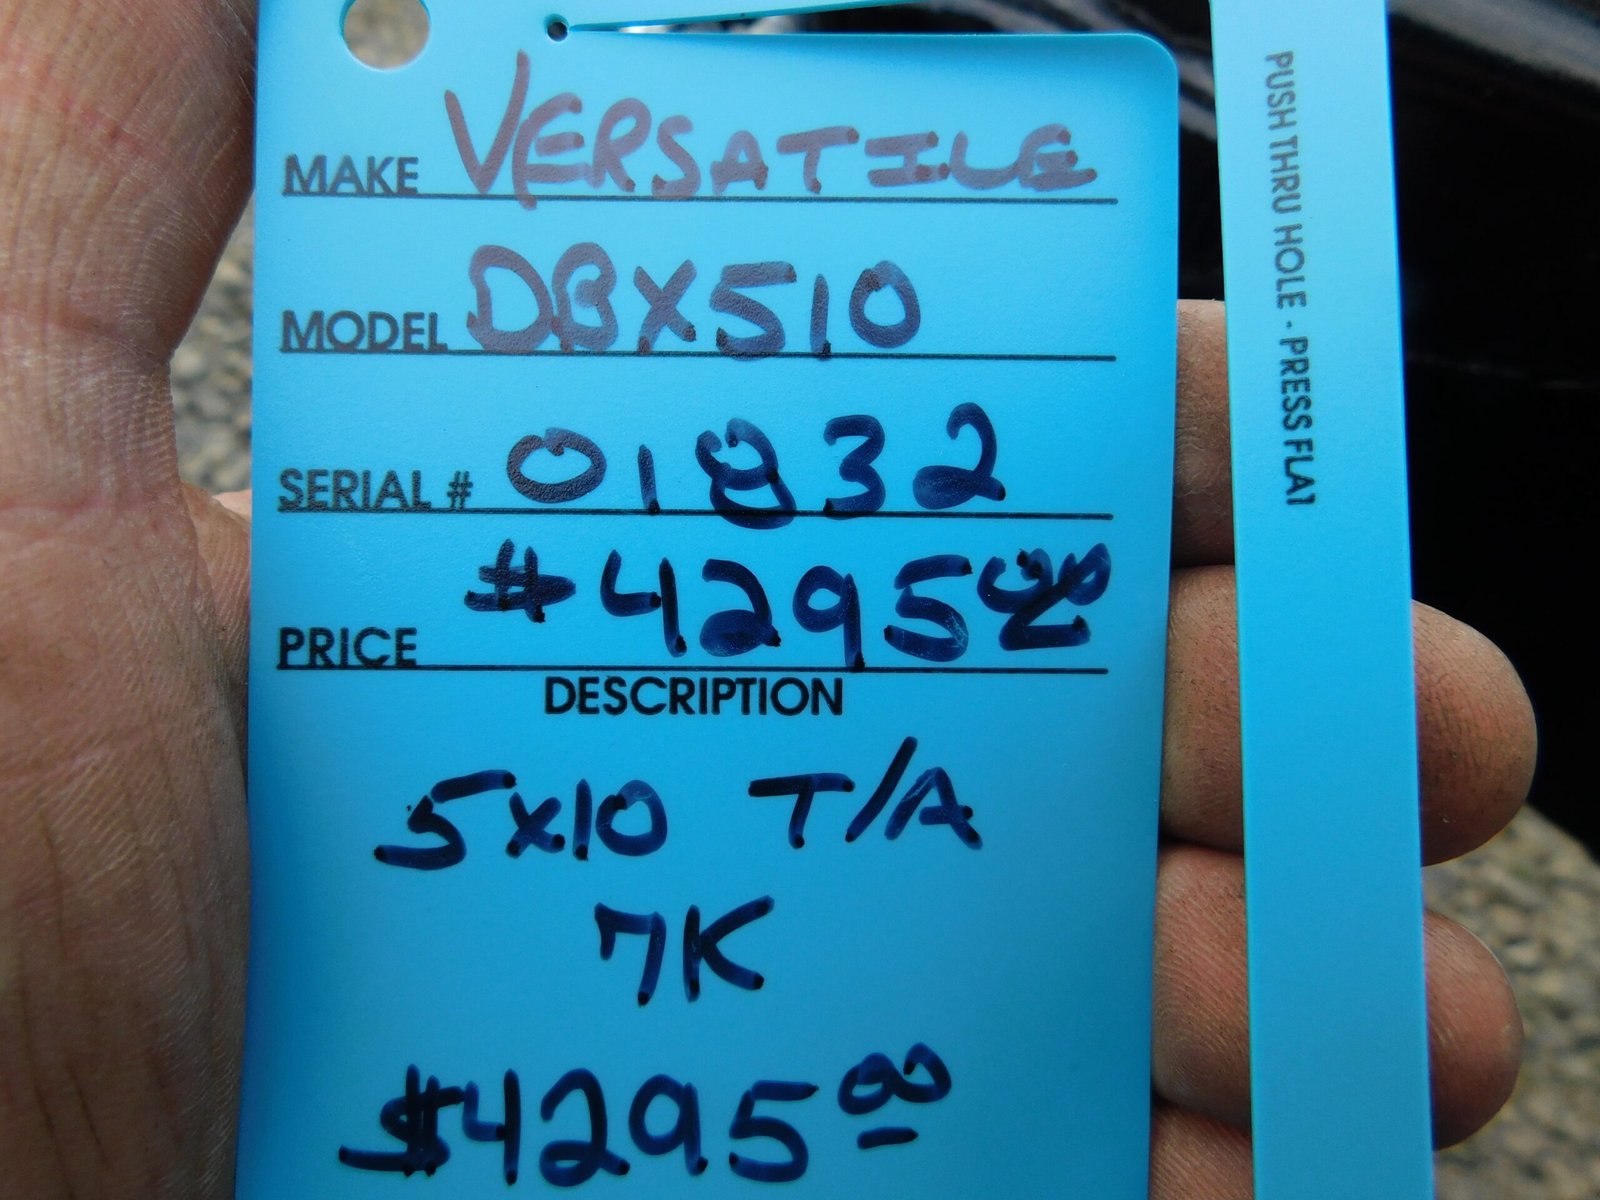 MAKE VERSATILE
MODEL DBX510
SERIAL # 01832
PRICE $4295.00
DESCRIPTION
5x10 T/A
7K
$4295.00
PUSH THRU HOLE - PRESS FLAT